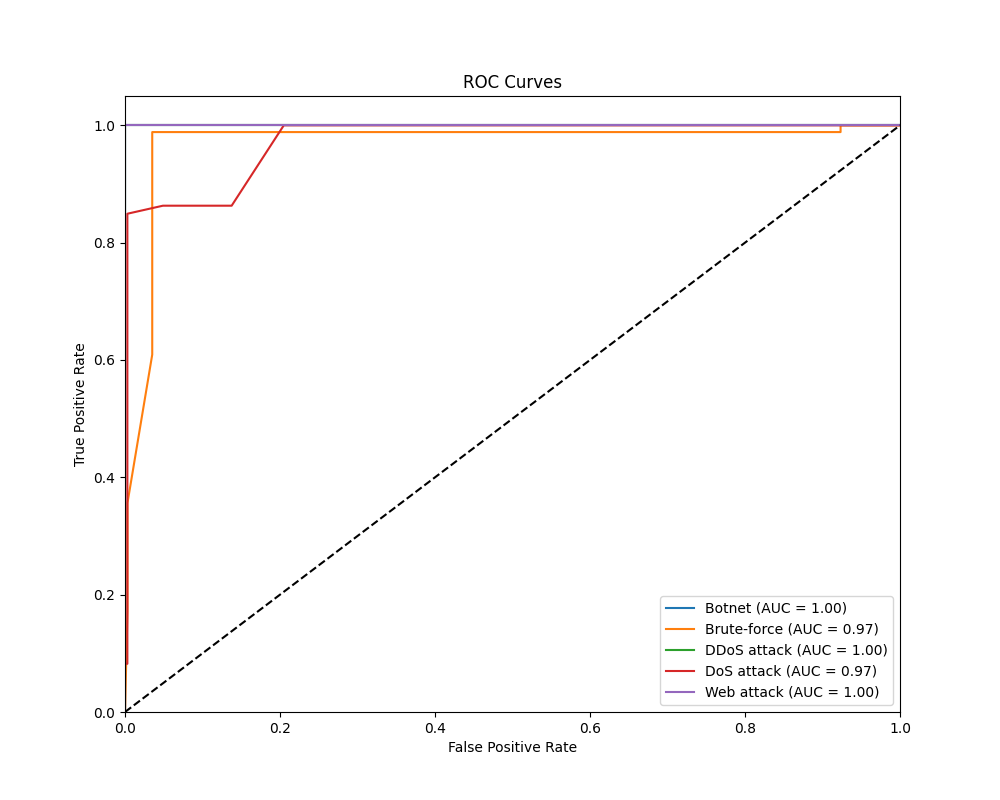 ROC Curves
True Positive Rate
1.0
0.8
0.6
0.4
0.2
0.0
0.0 0.2 0.4 0.6 0.8 1.0
False Positive Rate
Botnet (AUC = 1.00)
Brute-force (AUC = 0.97)
DDoS attack (AUC = 1.00)
DoS attack (AUC = 0.97)
Web attack (AUC = 1.00)